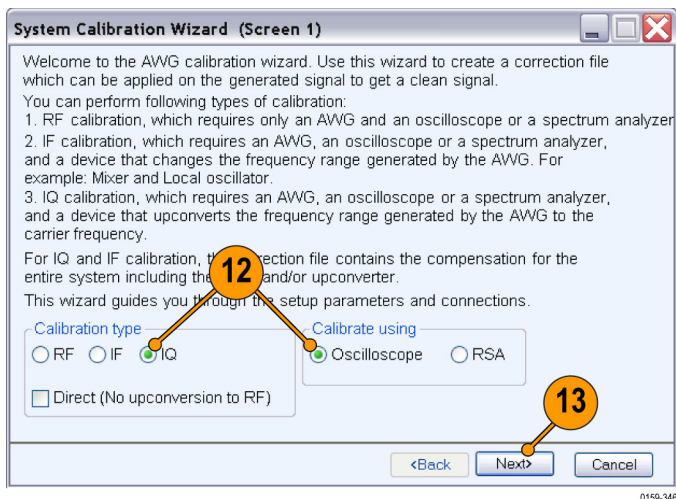 System Calibration Wizard (Screen 1)
Welcome to the AWG calibration wizard. Use this wizard to create a correction file
which can be applied on the generated signal to get a clean signal.
You can perform following types of calibration:
1. RF calibration, which requires only an AWG and an oscilloscope or a spectrum analyzer
2. IF calibration, which requires an AWG, an oscilloscope or a spectrum analyzer,
and a device that changes the frequency range generated by the AWG. For
example: Mixer and Local oscillator.
3. IQ calibration, which requires an AWG, an oscilloscope or a spectrum analyzer,
and a device that upconverts the frequency range generated by the AWG to the
carrier frequency.
For IQ and IF calibration, rection file contains the compensation for the
entire system including the and/or upconverter.
This wizard guides you through the setup parameters and connections.
12
Calibration type
RF IF IQ
Direct (No upconversion to RF)
Calibrate using
Oscilloscope RSA
13
<Back Next> Cancel
0159-346